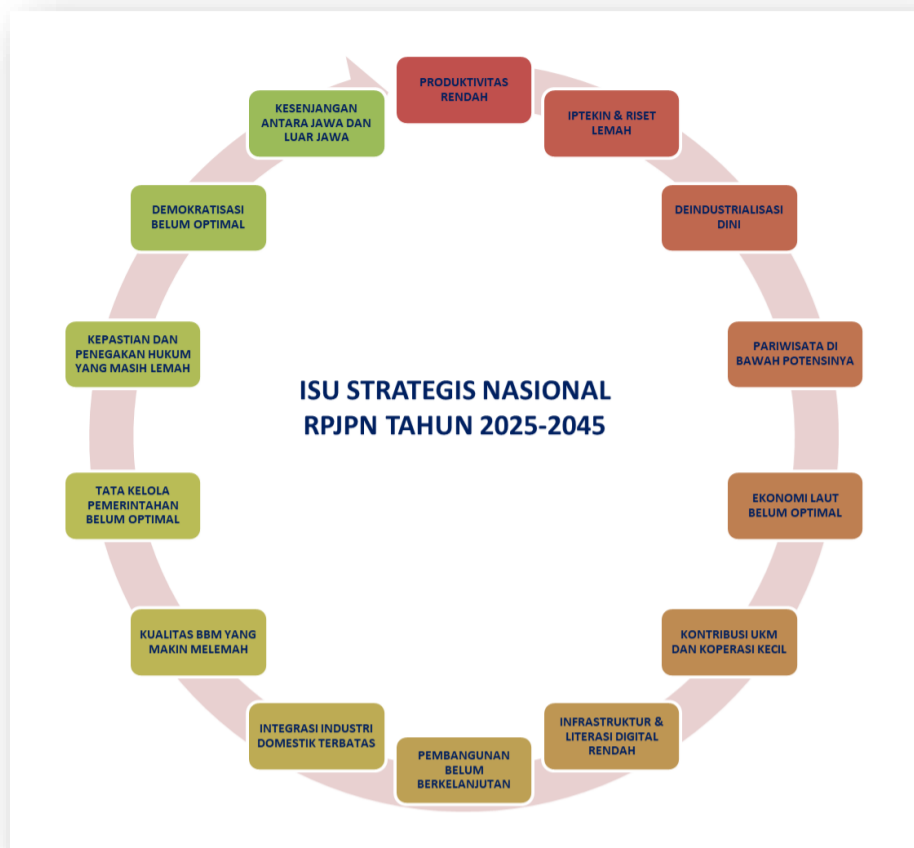 PRODUKTIVITAS
RENDAH
IPTEKIN & RISET
LEMAH
DEINDUSTRIALISASI
DINI
PARIWISATA DI
BAWAH POTENSINYA
EKONOMI LAUT
BELUM OPTIMAL
KONTRIBUSI UKM
DAN KOPERASI KECIL
INFRASTRUKTUR &
LITERASI DIGITAL
RENDAH
PEMBANGUNAN
BELUM
BERKELANJUTAN
INTEGRASI INDUSTRI
DOMESTIK TERBATAS
KUALITAS BBM YANG
MAKIN MELEMAH
TATA KELOLA
PEMERINTAHAN
BELUM OPTIMAL
KEPASTIAN DAN
PENEGAKAN HUKUM
YANG MASIH LEMAH
DEMOKRATISASI
BELUM OPTIMAL
KESENJANGAN
ANTARA JAWA DAN
LUAR JAWA
ISU STRATEGIS NASIONAL
RPJPN TAHUN 2025-2045